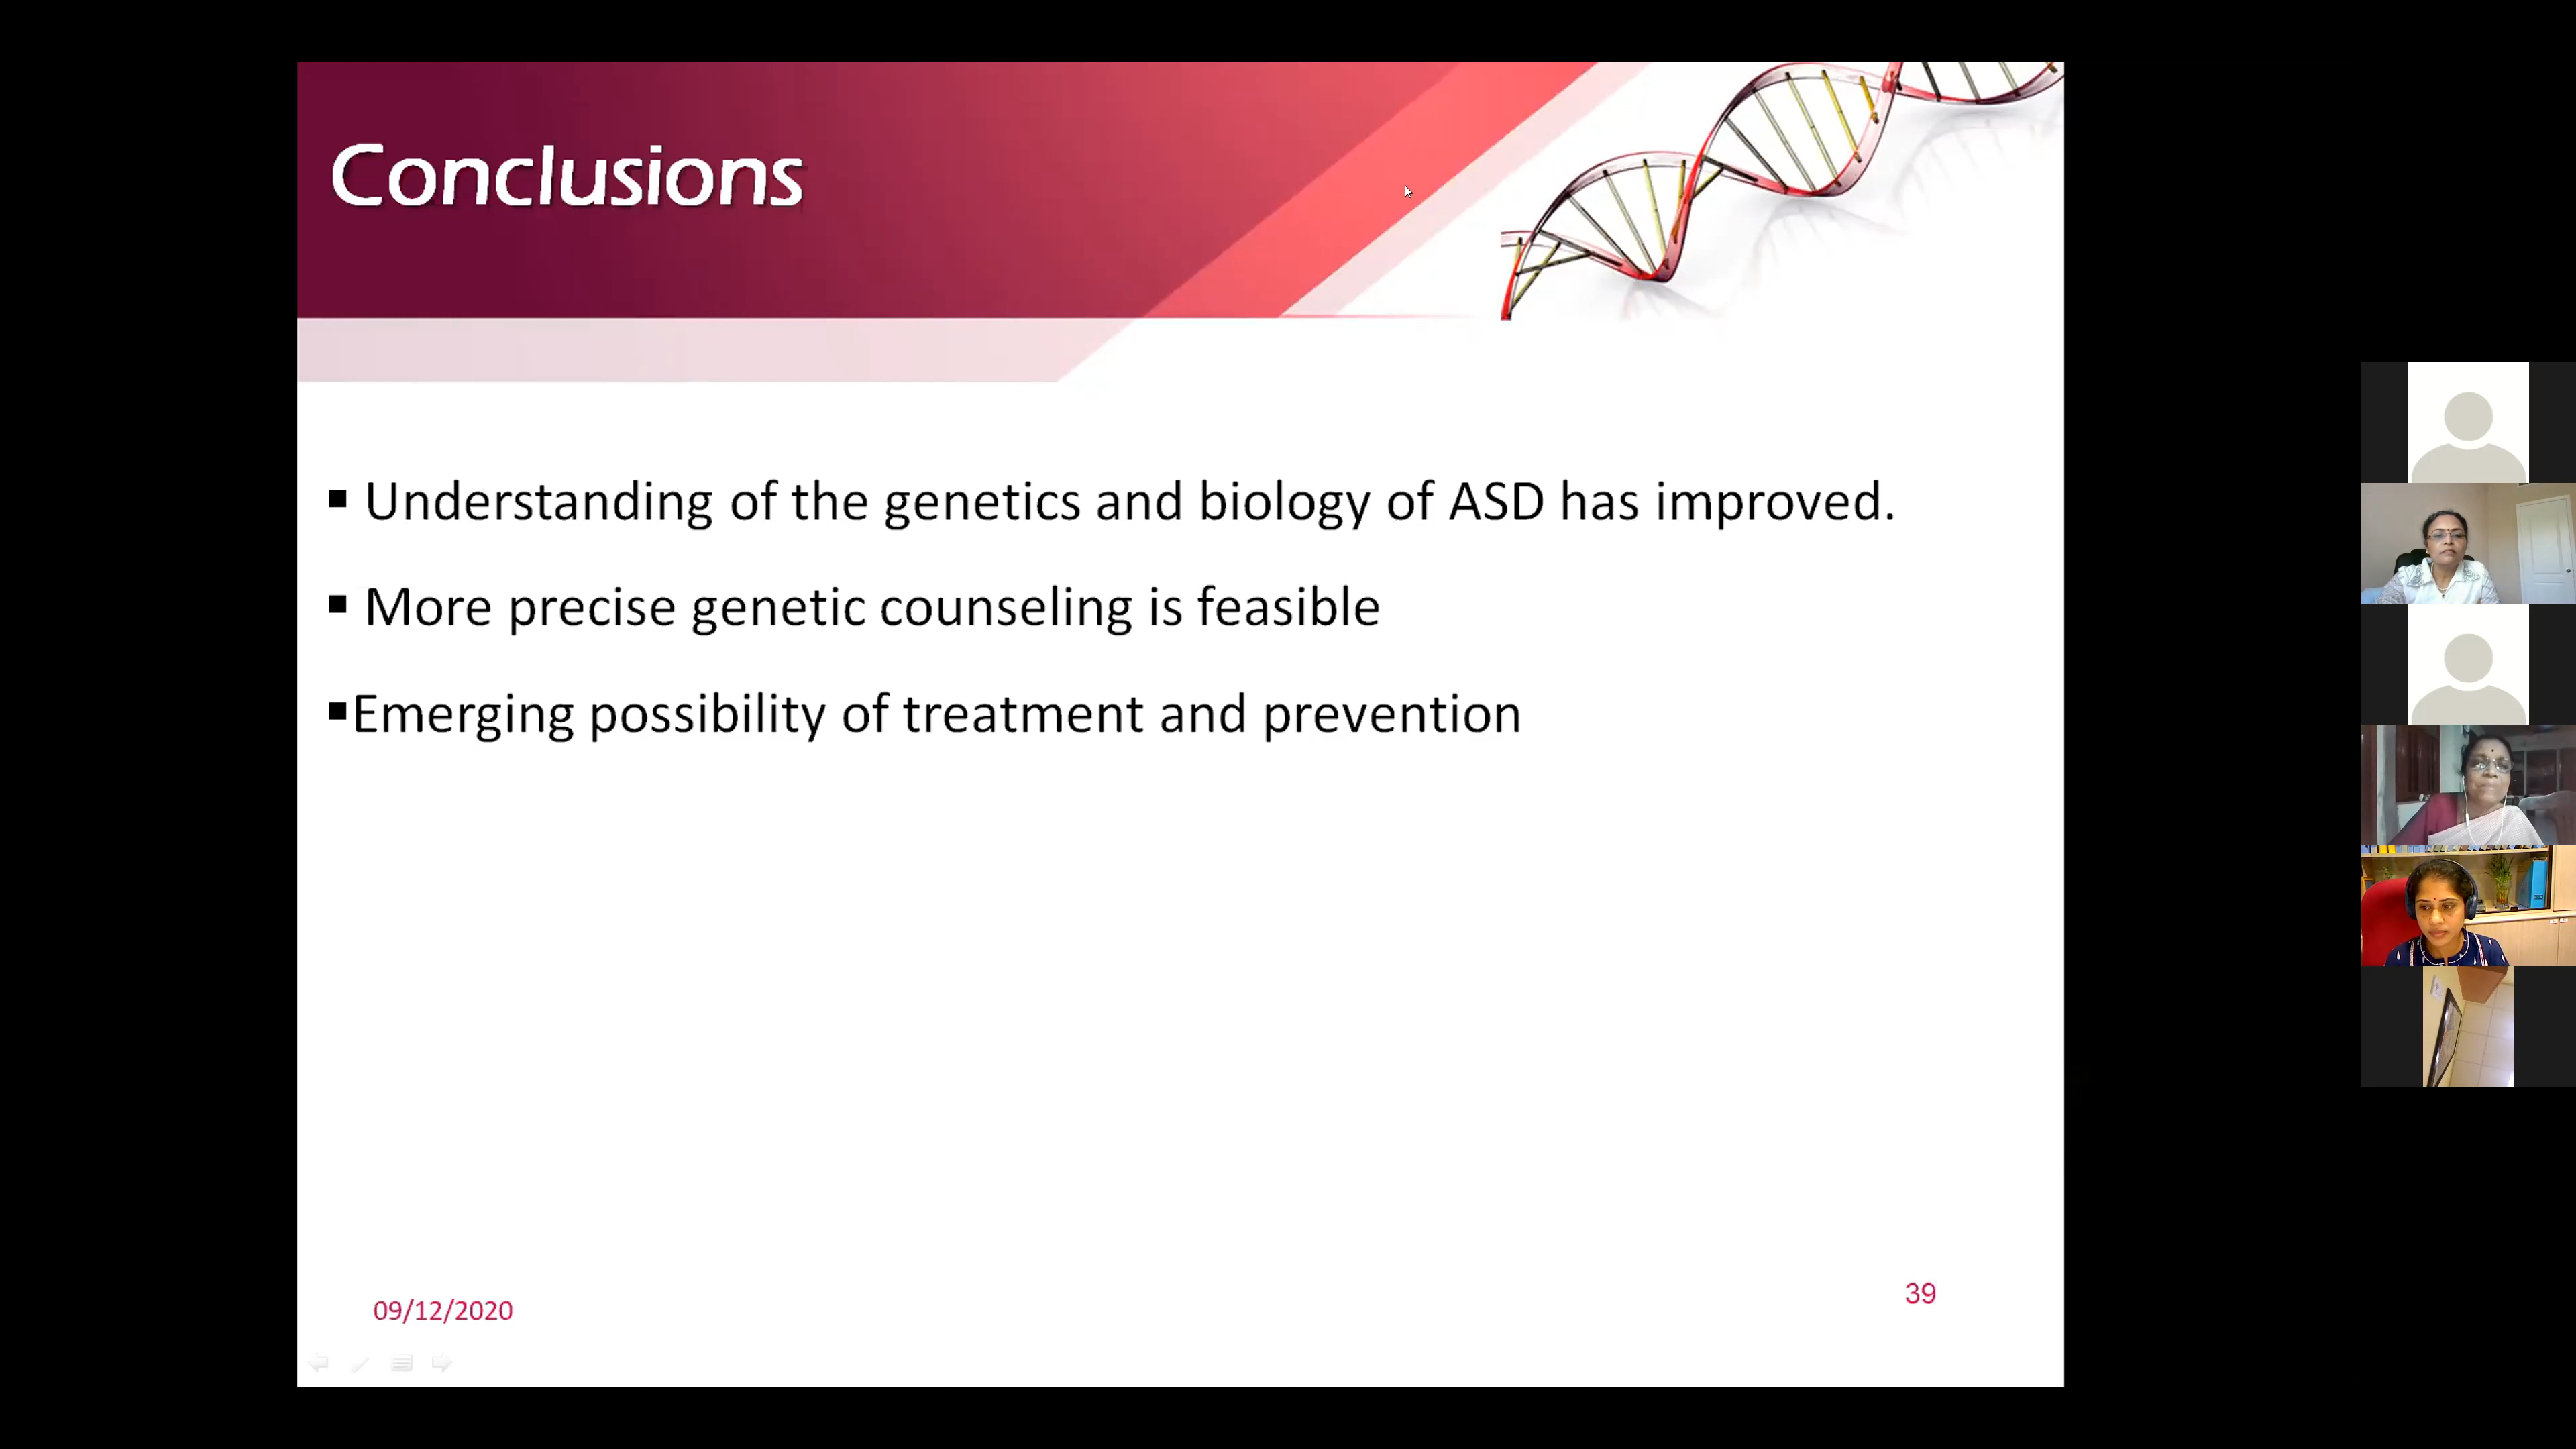 Conclusions
▪ Understanding of the genetics and biology of ASD has improved.
▪ More precise genetic counseling is feasible
▪Emerging possibility of treatment and prevention
09/12/2020
39